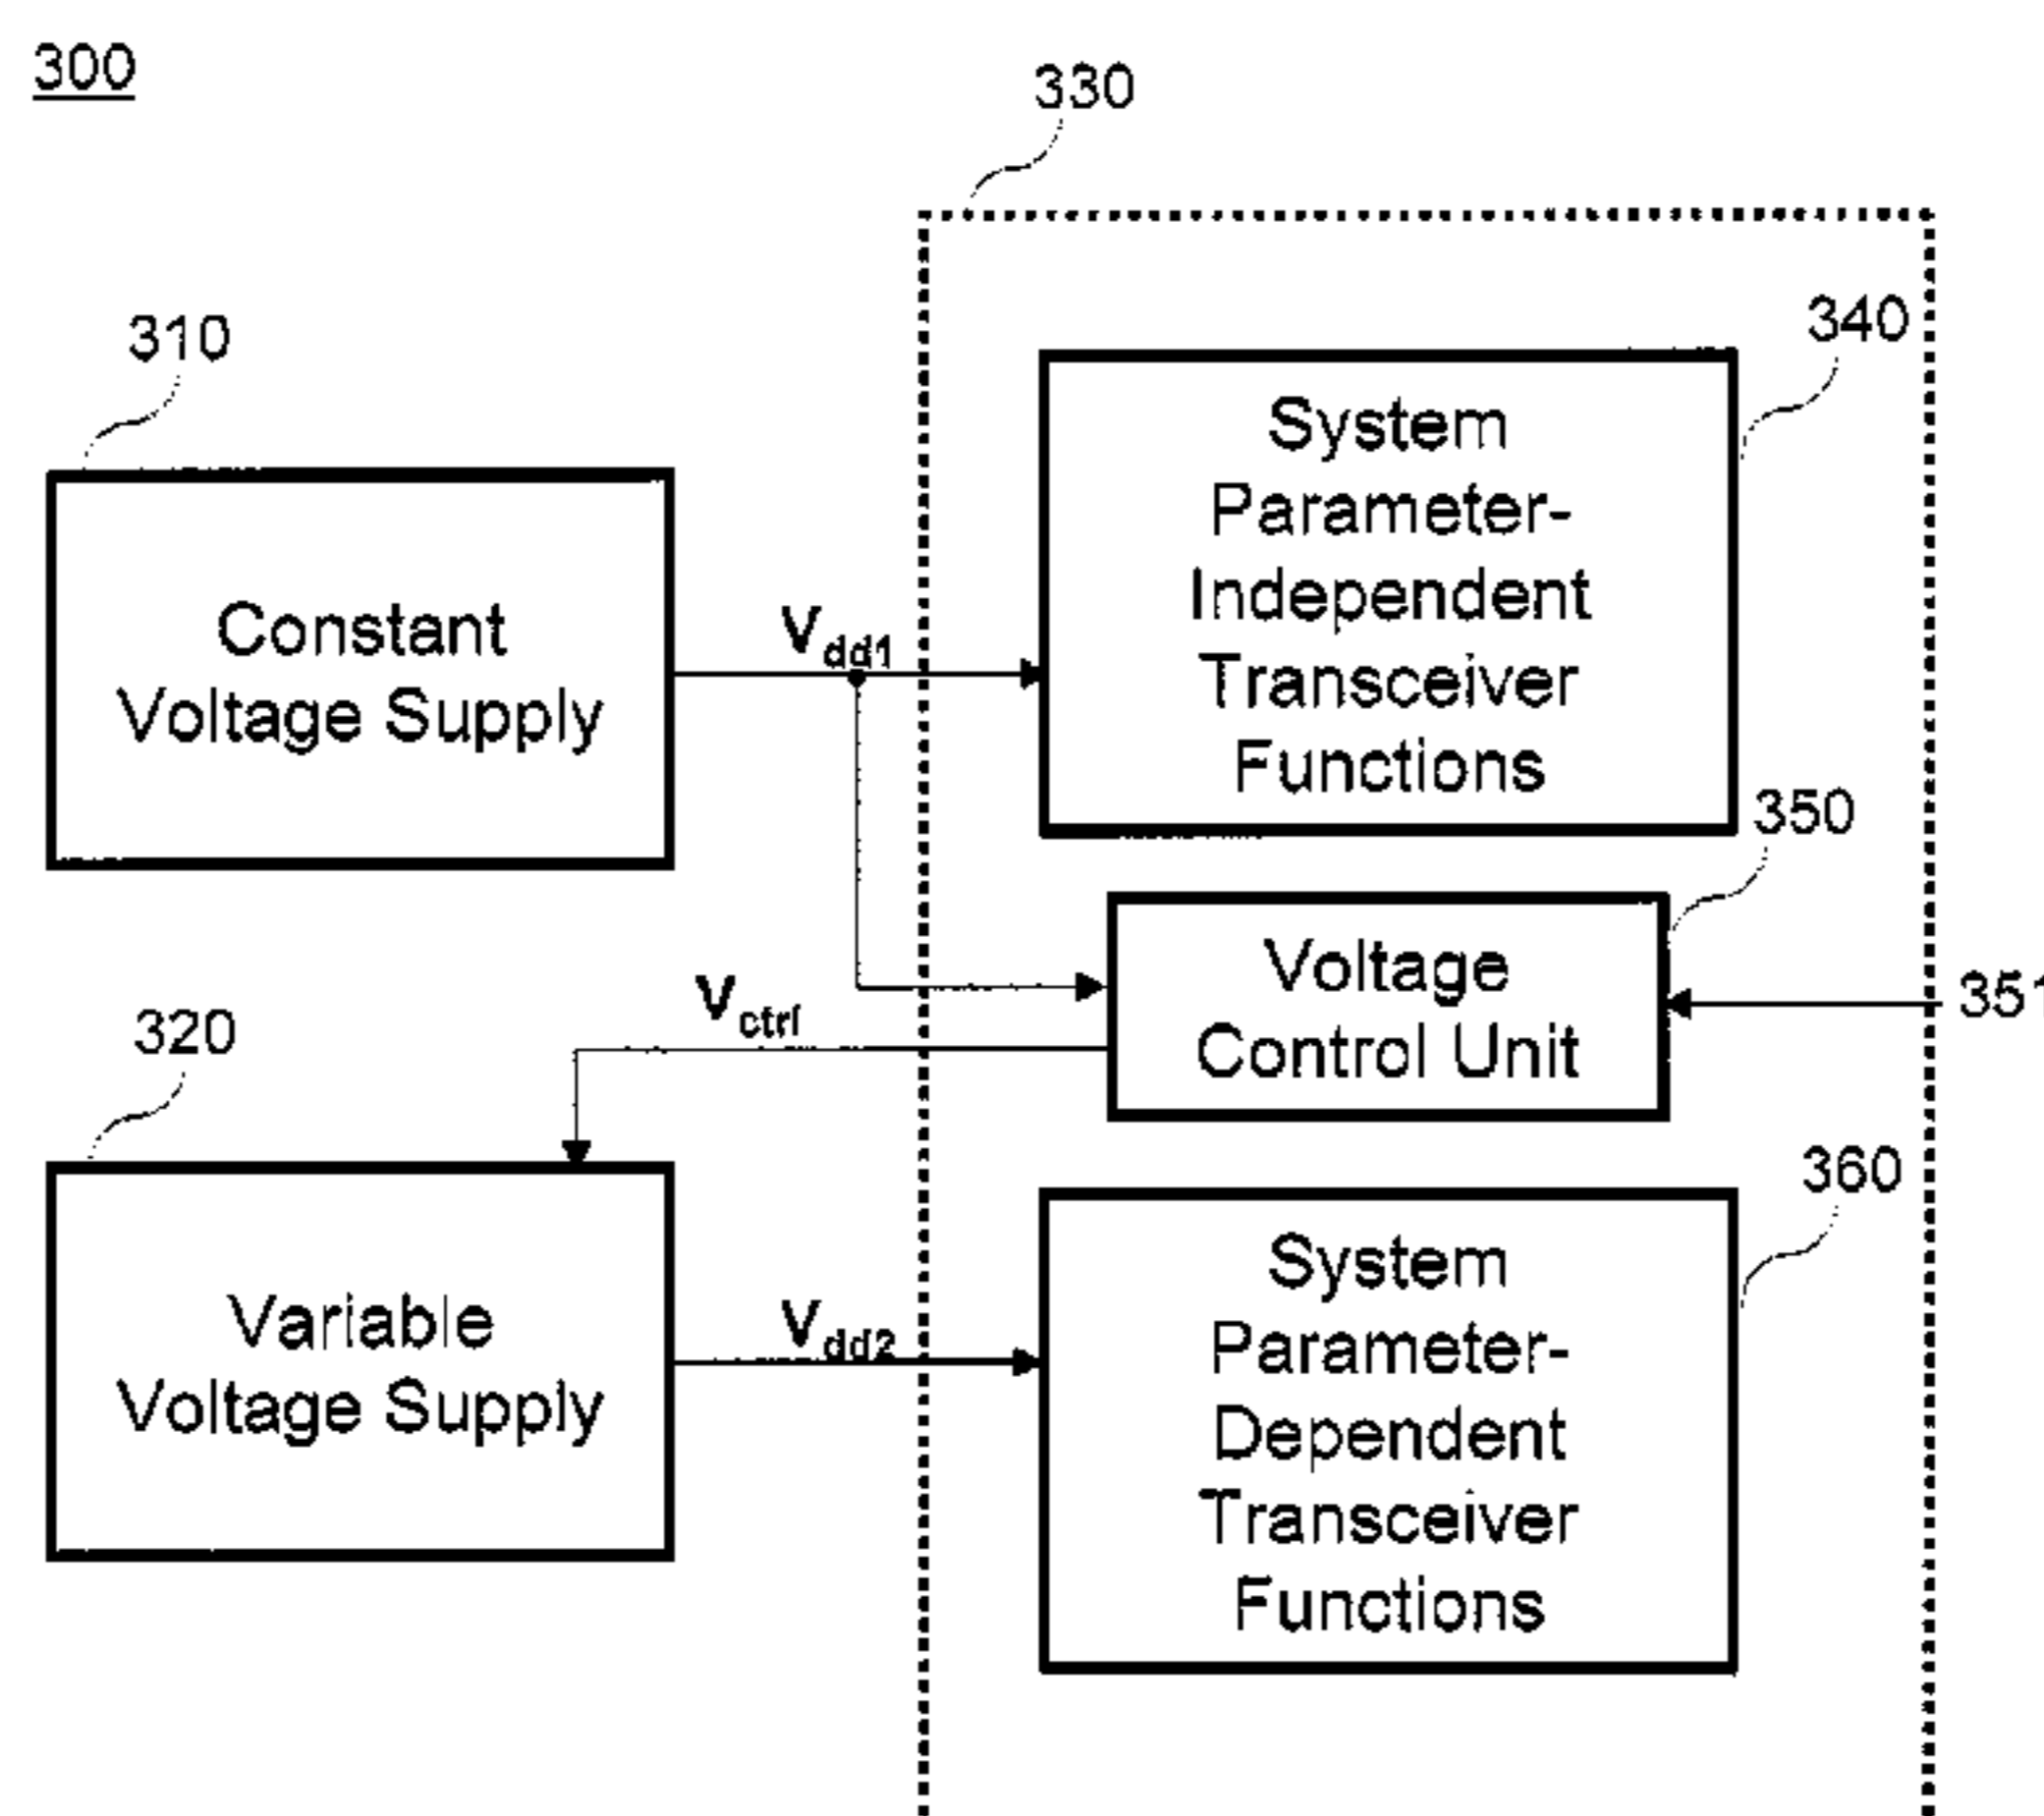 300
330
310
340
Constant
Voltage Supply
Vdd1
System
Parameter-
Independent
Transceiver
Functions
350
Voltage
Control Unit
351
Vctrl
320
360
Variable
Voltage Supply
Vdd2
System
Parameter-
Dependent
Transceiver
Functions